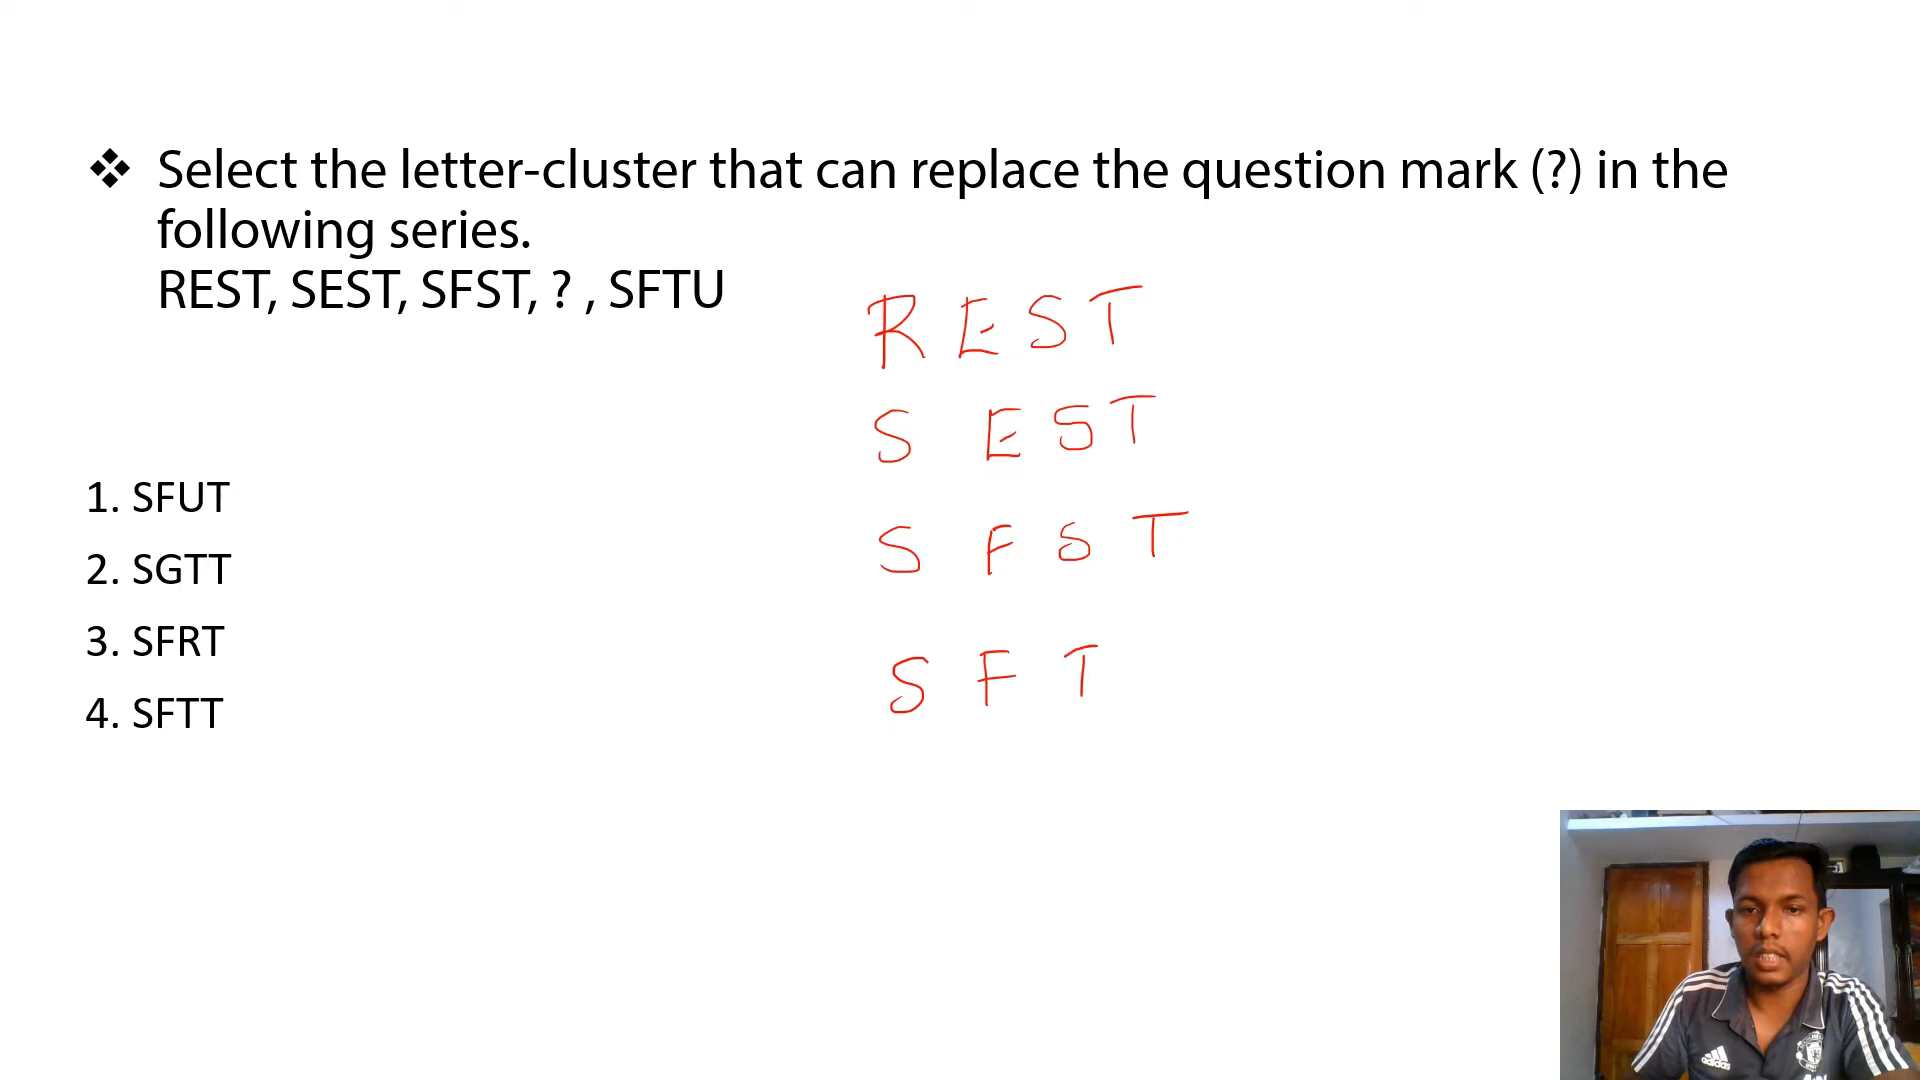 ❖ Select the letter-cluster that can replace the question mark (?) in the
following series.
REST, SEST, SFST, ? , SFTU
R E S T
S E S T
S F S T
S F T
1. SFUT
2. SGTT
3. SFRT
4. SFTT
adidas